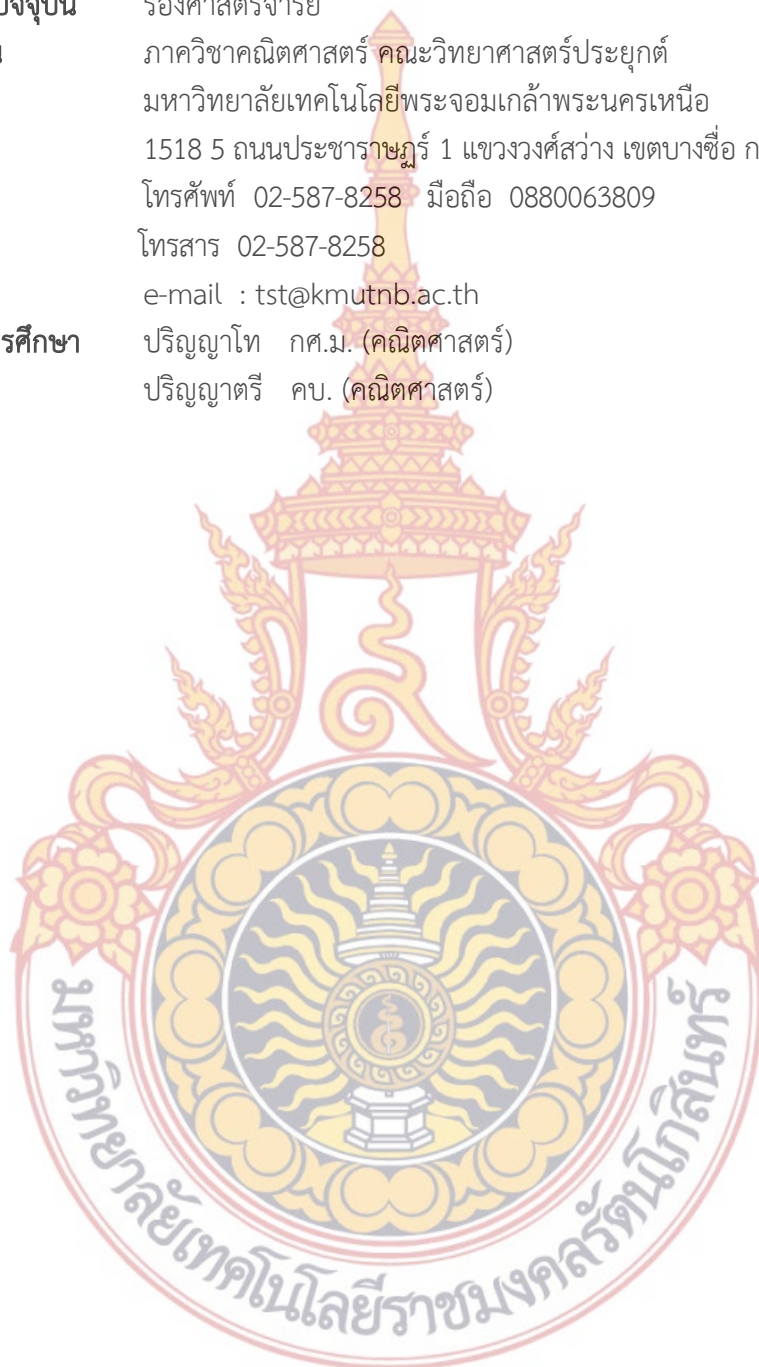 รองศาสตราจารย์
ภาควิชาคณิตศาสตร์ คณะวิทยาศาสตร์ประยุกต์
มหาวิทยาลัยเทคโนโลยีพระจอมเกล้าพระนครเหนือ
1518 5 ถนนประชาราษฎร์ 1 แขวงวงศ์สว่าง เขตบางซื่อ
โทรศัพท์ 02-587-8258 มือถือ 0880063809
โทรสาร 02-587-8258
e-mail : tst@kmutnb.ac.th
ปริญญาโท กศ.ม. (คณิตศาสตร์)
ปริญญาตรี คบ. (คณิตศาสตร์)
มหาวิทยาลัยเทคโนโลยีราชมงคลรัตนโกสินทร์